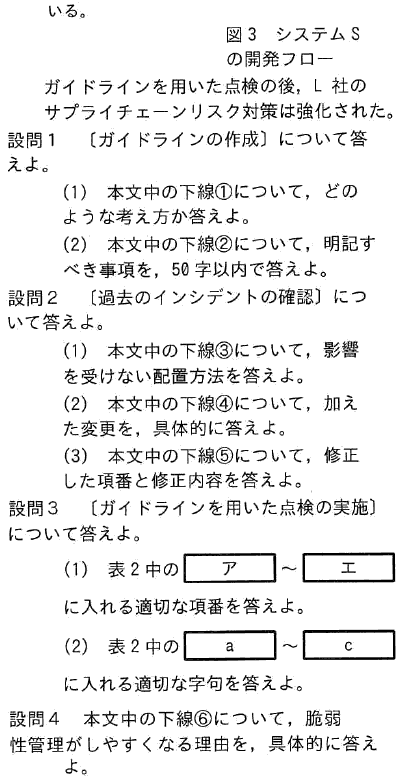 いる。
図３　システムＳ
の開発フロー
ガイドラインを用いた点検の後，Ｌ 社の
サプライチェーンリスク対策は強化された。
設問１　〔ガイドラインの作成〕について答
えよ。
(1)　本文中の下線①について，どの
ような考え方か答えよ。
(2)　本文中の下線②について，明記す
べき事項を，50 字以内で答えよ。
設問２　〔過去のインシデントの確認〕につ
いて答えよ。
(1)　本文中の下線③について，影響
を受けない配置方法を答えよ。
(2)　本文中の下線④について，加え
た変更を，具体的に答えよ。
(3)　本文中の下線⑤について，修正
した項番と修正内容を答えよ。
設問３　〔ガイドラインを用いた点検の実施〕
について答えよ。
(1)　表２中の ア ～ エ
に入れる適切な項番を答えよ。
(2)　表２中の a ～ c
に入れる適切な字句を答えよ。
設問４　本文中の下線⑥について，脆弱
性管理がしやすくなる理由を，具体的に答え
よ。